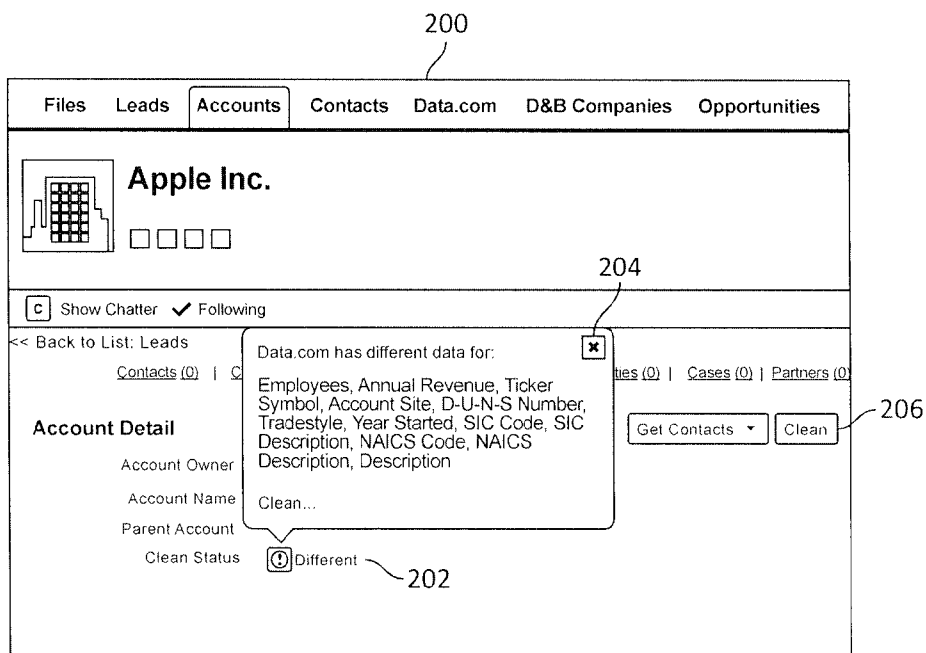 200
Files Leads Accounts Contacts Data.com D&B Companies Opportunities
Apple Inc.
204
C Show Chatter Following
<< Back to List: Leads
Data.com has different data for:
Contacts (0) | C
ties (0) | Cases (0) | Partners (0)
Employees, Annual Revenue, Ticker
Symbol, Account Site, D-U-N-S Number,
Tradestyle, Year Started, SIC Code, SIC
Description, NAICS Code, NAICS
Description, Description
Clean...
206
Account Detail
Get Contacts Clean
Account Owner
Account Name
Parent Account
Clean Status
! Different
202